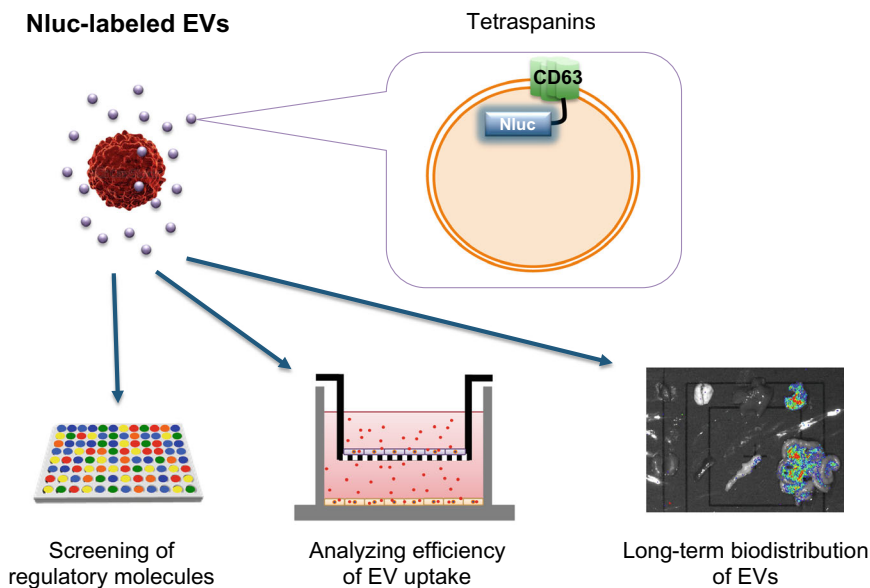 Nluc-labeled EVs
Tetraspanins
CD63
Nluc
Screening of
regulatory molecules
Analyzing efficiency
of EV uptake
Long-term biodistribution
of EVs